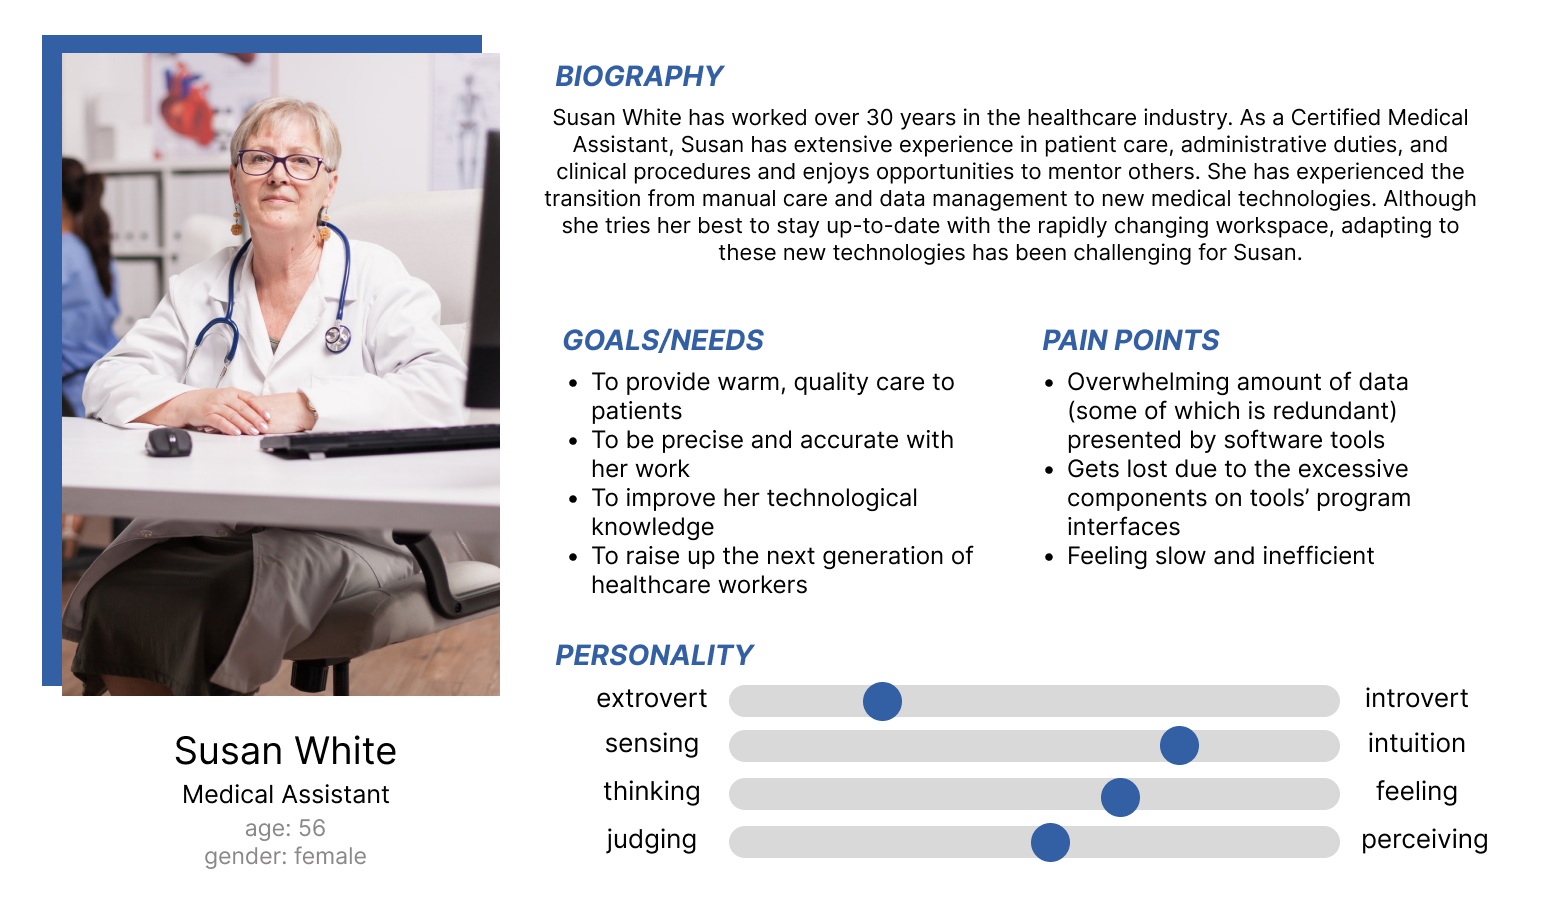 BIOGRAPHY
Susan White has worked over 30 years in the healthcare industry. As a Certified Medical
Assistant, Susan has extensive experience in patient care, administrative duties, and
clinical procedures and enjoys opportunities to mentor others. She has experienced the
transition from manual care and data management to new medical technologies. Although
she tries her best to stay up-to-date with the rapidly changing workspace, adapting to
these new technologies has been challenging for Susan.
GOALS/NEEDS
• To provide warm, quality care to
patients
• To be precise and accurate with
her work
• To improve her technological
knowledge
• To raise up the next generation of
healthcare workers
PAIN POINTS
• Overwhelming amount of data
(some of which is redundant)
presented by software tools
• Gets lost due to the excessive
components on tools’ program
interfaces
• Feeling slow and inefficient
PERSONALITY
extrovert introvert
sensing intuition
thinking feeling
judging perceiving
Susan White
Medical Assistant
age: 56
gender: female